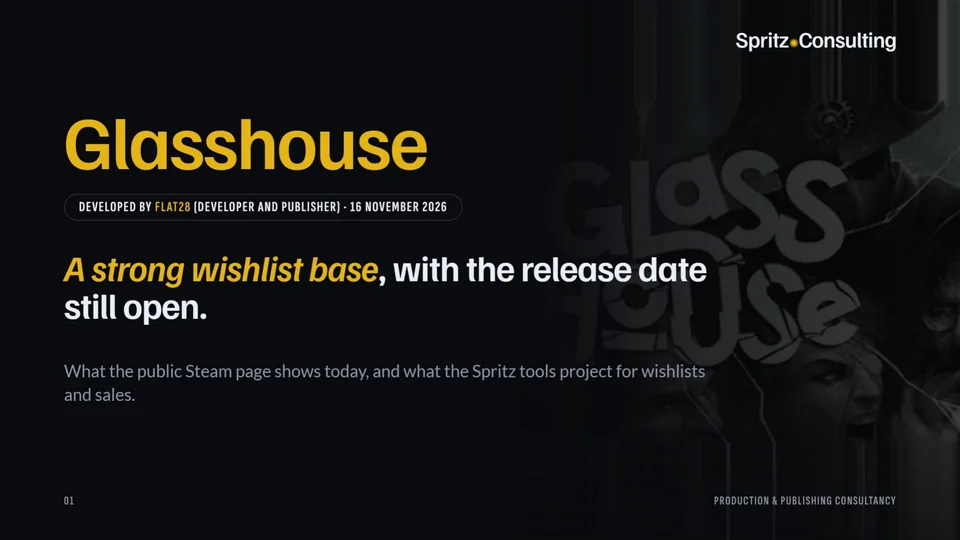 Spritz Consulting
Glasshouse
DEVELOPED BY FLAT28 (DEVELOPER AND PUBLISHER) · 16 NOVEMBER 2026
GLaSS
HOUSe
A strong wishlist base, with the release date
still open.
What the public Steam page shows today, and what the Spritz tools project for wishlists
and sales.
01
PRODUCTION & PUBLISHING CONSULTANCY